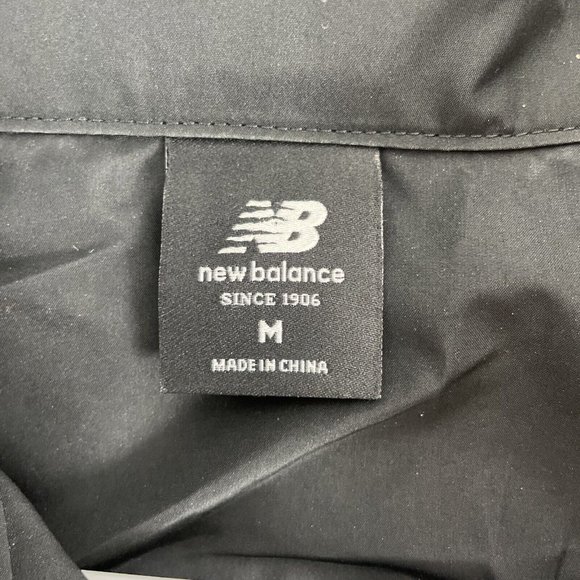 NB
new balance
SINCE 1906
M
MADE IN CHINA